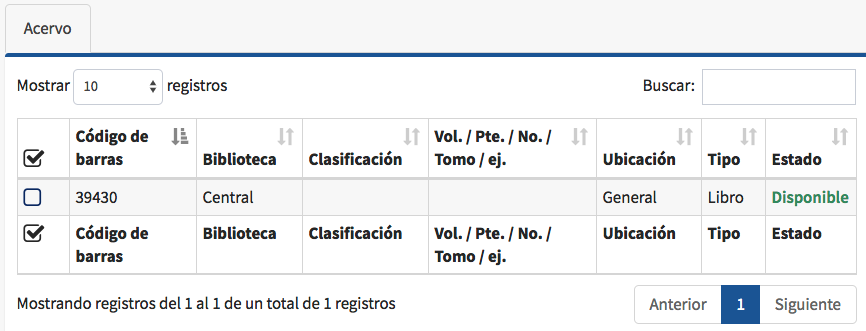 Acervo
Mostrar 10 registros Buscar:
Código de barras Biblioteca Clasificación Vol. / Pte. / No. / Tomo / ej. Ubicación Tipo Estado
39430 Central General Libro Disponible
Código de barras Biblioteca Clasificación Vol. / Pte. / No. / Tomo / ej. Ubicación Tipo Estado
Mostrando registros del 1 al 1 de un total de 1 registros Anterior 1 Siguiente